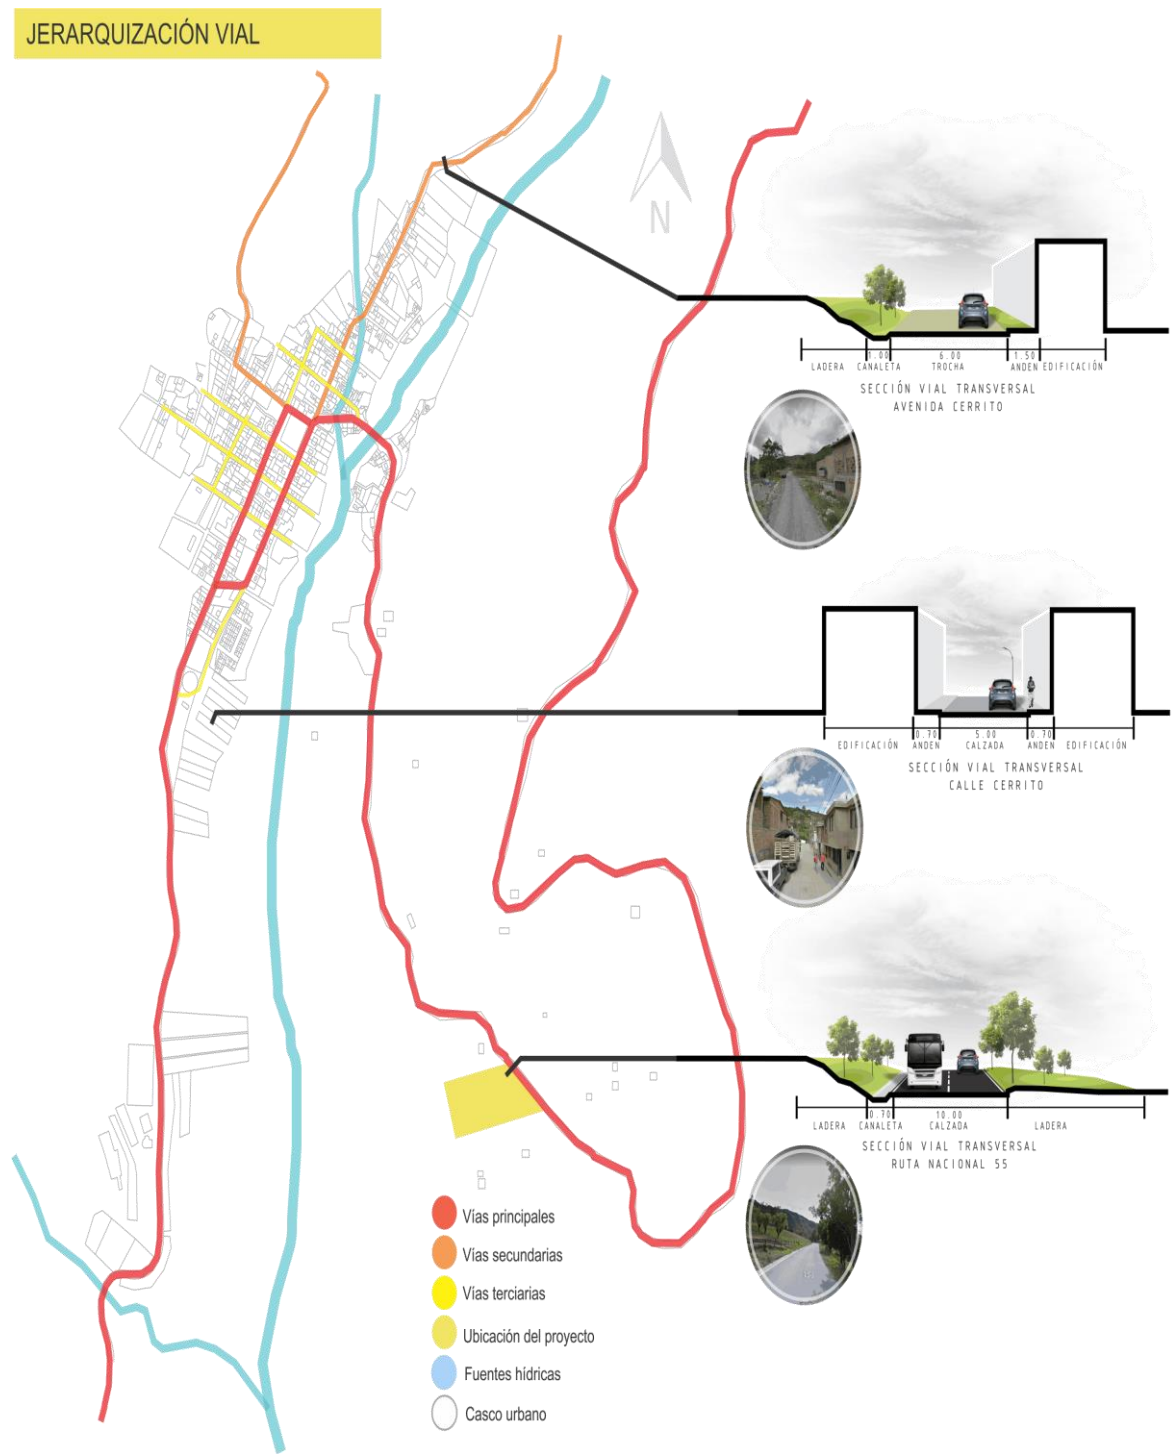 JERARQUIZACIÓN VIAL
N
1.00 6.00 1.50
LADERA CANALETA TROCHA ANDEN EDIFICACIÓN
SECCIÓN VIAL TRANSVERSAL
AVENIDA CERRITO
0.70 5.00 0.70
EDIFICACIÓN ANDEN CALZADA ANDEN EDIFICACIÓN
SECCIÓN VIAL TRANSVERSAL
CALLE CERRITO
0.70 10.00
LADERA CANALETA CALZADA LADERA
SECCIÓN VIAL TRANSVERSAL
RUTA NACIONAL 55
Vías principales
Vías secundarias
Vías terciarias
Ubicación del proyecto
Fuentes hídricas
Casco urbano